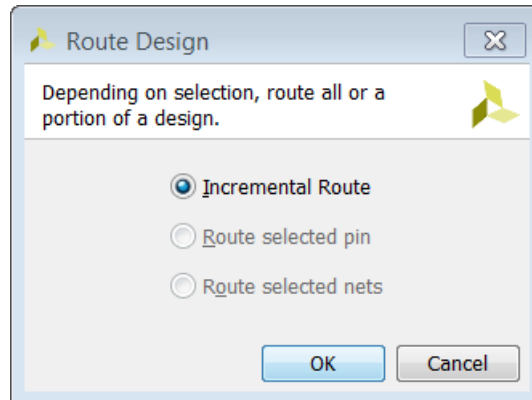 Route Design
Depending on selection, route all or a
portion of a design.
Incremental Route
Route selected pin
Route selected nets
OK
Cancel